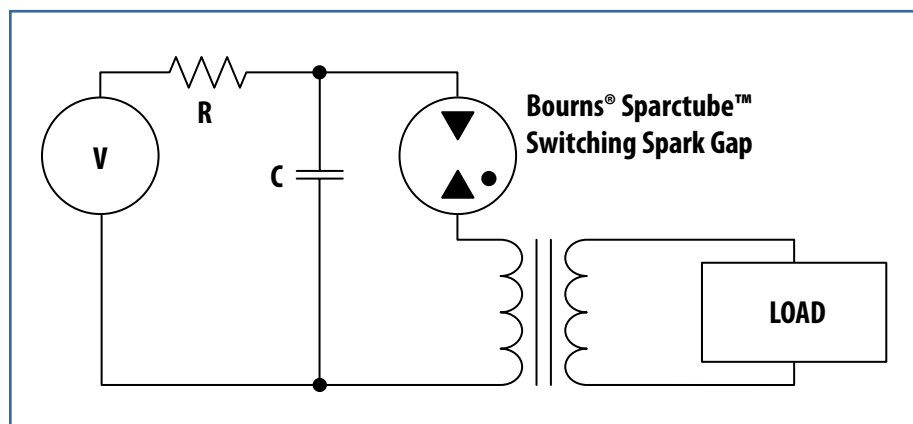 R
Bourns® Sparctube™
Switching Spark Gap
V
C
LOAD